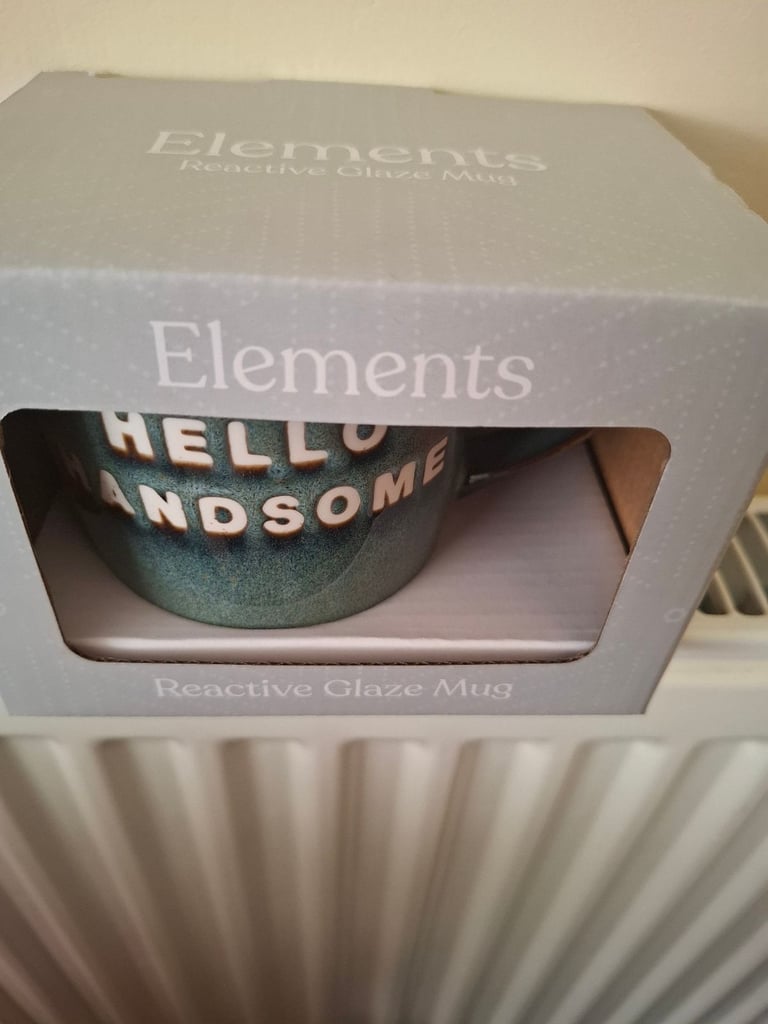 Elements
Reactive Glaze Mug
Elements
HELLO
HANDSOME
Reactive Glaze Mug